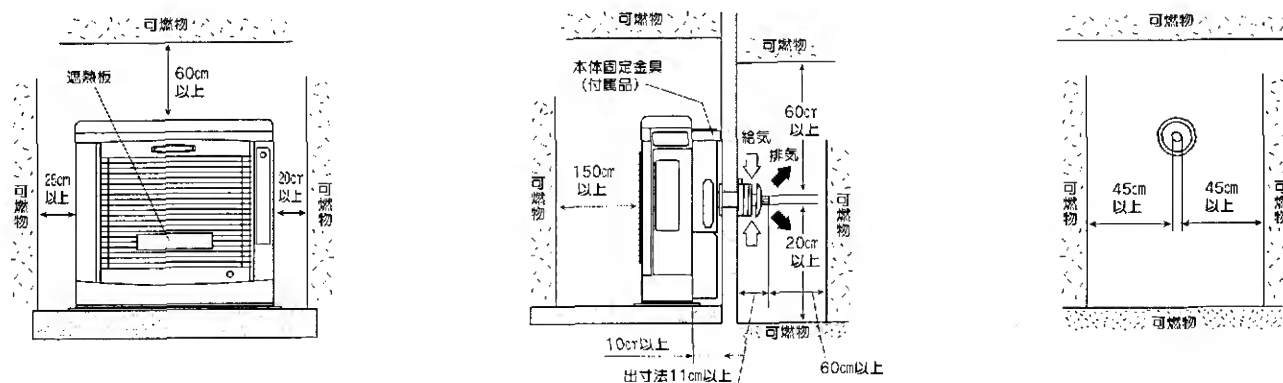 可燃物
遮熱板
60cm
以上
可燃物
25cm
以上
20cm
以上
可燃物
可燃物
可燃物
本体固定金具
(付属品)
60cm
以上
給気
排気
可燃物
150cm
以上
20cm
以上
可燃物
可燃物
10cm以上
出寸法11cm以上
60cm以上
可燃物
可燃物
45cm
以上
45cm
以上
可燃物
可燃物